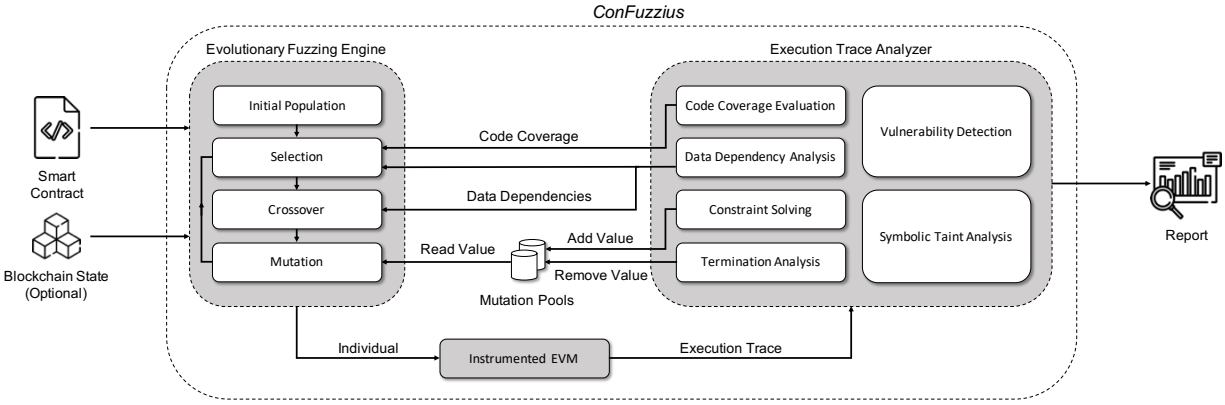 ConFuzzius
Evolutionary Fuzzing Engine
Execution Trace Analyzer
Initial Population
Selection
Crossover
Mutation
Code Coverage Evaluation
Data Dependency Analysis
Constraint Solving
Termination Analysis
Vulnerability Detection
Symbolic Taint Analysis
Code Coverage
Data Dependencies
Read Value
Add Value
Remove Value
Mutation Pools
Smart
Contract
Blockchain State
(Optional)
Report
Individual
Instrumented EVM
Execution Trace